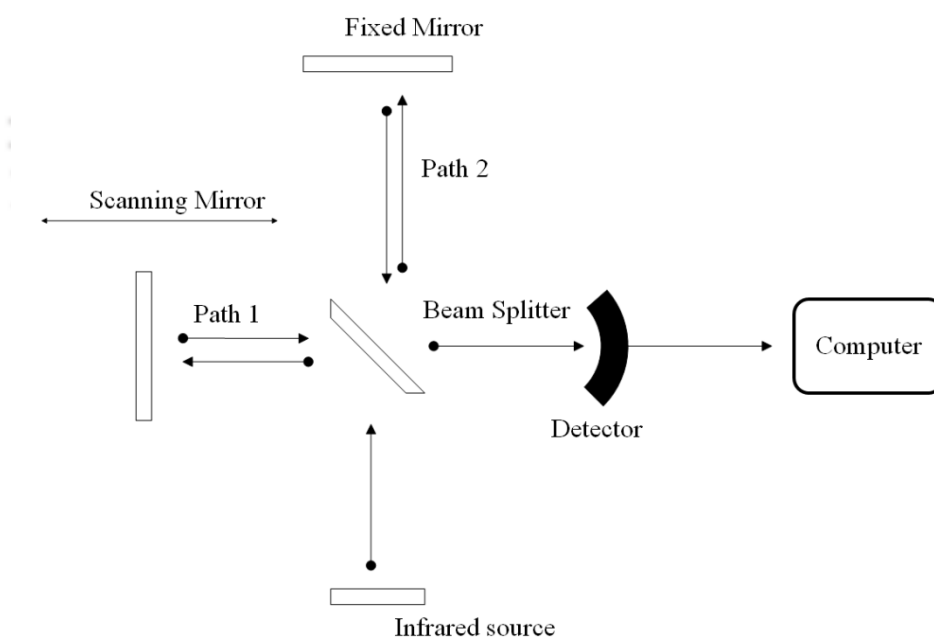 Fixed Mirror
Path 2
Scanning Mirror
Path 1
Beam Splitter
Computer
Detector
Infrared source